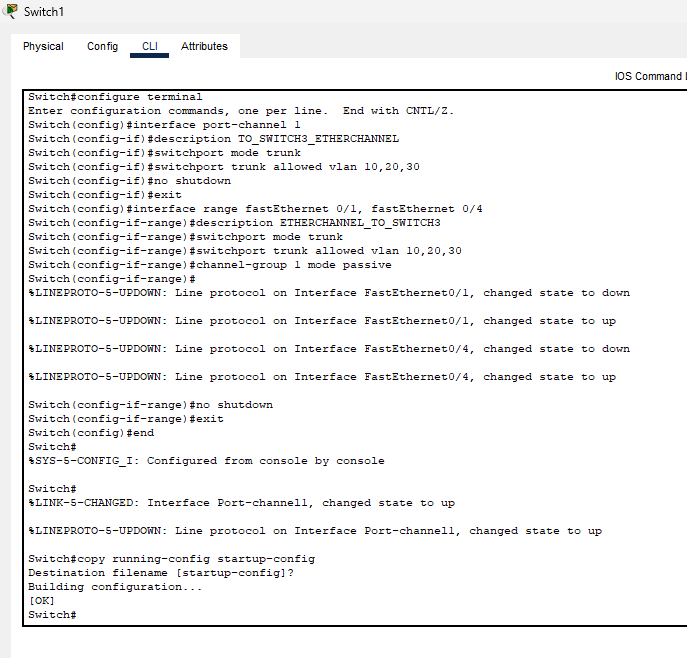 Switch1
Physical Config CLI Attributes
IOS Command
Switch#configure terminal
Enter configuration commands, one per line.  End with CNTL/Z.
Switch(config)#interface port-channel 1
Switch(config-if)#description TO_SWITCH3_ETHERCHANNEL
Switch(config-if)#switchport mode trunk
Switch(config-if)#switchport trunk allowed vlan 10,20,30
Switch(config-if)#no shutdown
Switch(config-if)#exit
Switch(config)#interface range fastEthernet 0/1, fastEthernet 0/4
Switch(config-if-range)#description ETHERCHANNEL_TO_SWITCH3
Switch(config-if-range)#switchport mode trunk
Switch(config-if-range)#switchport trunk allowed vlan 10,20,30
Switch(config-if-range)#channel-group 1 mode passive
Switch(config-if-range)#
%LINEPROTO-5-UPDOWN: Line protocol on Interface FastEthernet0/1, changed state to down
%LINEPROTO-5-UPDOWN: Line protocol on Interface FastEthernet0/1, changed state to up
%LINEPROTO-5-UPDOWN: Line protocol on Interface FastEthernet0/4, changed state to down
%LINEPROTO-5-UPDOWN: Line protocol on Interface FastEthernet0/4, changed state to up
Switch(config-if-range)#no shutdown
Switch(config-if-range)#exit
Switch(config)#end
Switch#
%SYS-5-CONFIG_I: Configured from console by console
Switch#
%LINK-5-CHANGED: Interface Port-channel1, changed state to up
%LINEPROTO-5-UPDOWN: Line protocol on Interface Port-channel1, changed state to up
Switch#copy running-config startup-config
Destination filename [startup-config]?
Building configuration...
[OK]
Switch#